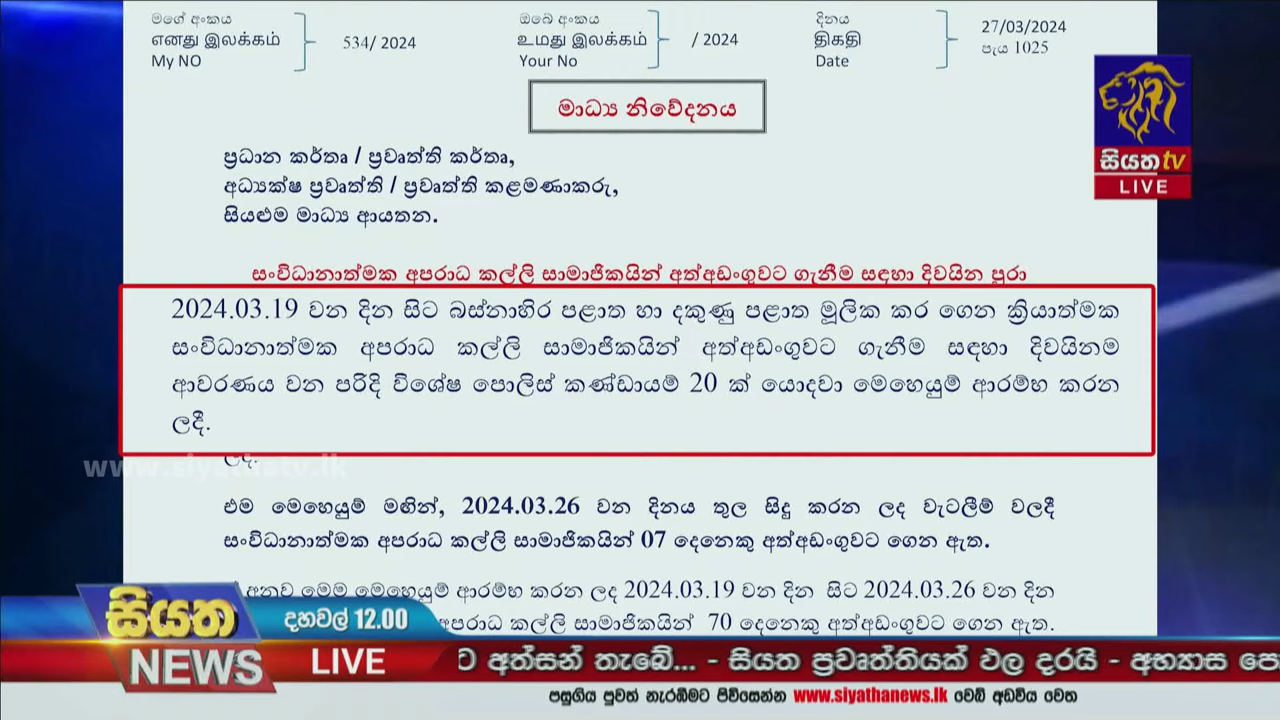 මගේ අංකය
எனது இலக்கம்
My NO
534/ 2024
ඔබේ අංකය
உமது இலக்கம்
Your No
/ 2024
දිනය
திகதி
Date
27/03/2024
පැය 1025
මාධ්‍ය නිවේදනය
ප්‍රධාන කර්තෘ / ප්‍රවෘත්ති කර්තෘ,
අධ්‍යක්ෂ ප්‍රවෘත්ති / ප්‍රවෘත්ති කළමණාකරු,
සියළුම මාධ්‍ය ආයතන.
සියත tv
LIVE
සංවිධානාත්මක අපරාධ කල්ලි සාමාජිකයින් අත්අඩංගුවට ගැනීම සඳහා දිවයින පුරා
2024.03.19 වන දින සිට බස්නාහිර පළාත හා දකුණු පළාත මූලික කර ගෙන ක්‍රියාත්මක
සංවිධානාත්මක අපරාධ කල්ලි සාමාජිකයින් අත්අඩංගුවට ගැනීම සඳහා දිවයිනම
ආවරණය වන පරිදි විශේෂ පොලිස් කණ්ඩායම් 20 ක් යොදවා මෙහෙයුම් ආරම්භ කරන
ලදී.
www.siyathatv.lk
එම මෙහෙයුම් මඟින්, 2024.03.26 වන දිනය තුල සිදු කරන ලද වැටලීම් වලදී
සංවිධානාත්මක අපරාධ කල්ලි සාමාජිකයින් 07 දෙනෙකු අත්අඩංගුවට ගෙන ඇත.
අනුව මෙම මෙහෙයුම් ආරම්භ කරන ලද 2024.03.19 වන දින සිට 2024.03.26 වන දින
අපරාධ කල්ලි සාමාජිකයින් 70 දෙනෙකු අත්අඩංගුවට ගෙන ඇත.
සියත
NEWS
දහවල් 12.00
LIVE
ට අත්සන් තැබේ... - සියත ප්‍රවෘත්තියක් ඵල දරයි - අභ්‍යාස පො
පසුගිය පුවත් නැරඹීමට පිවිසෙන්න www.siyathanews.lk වෙබ් අඩවිය වෙත